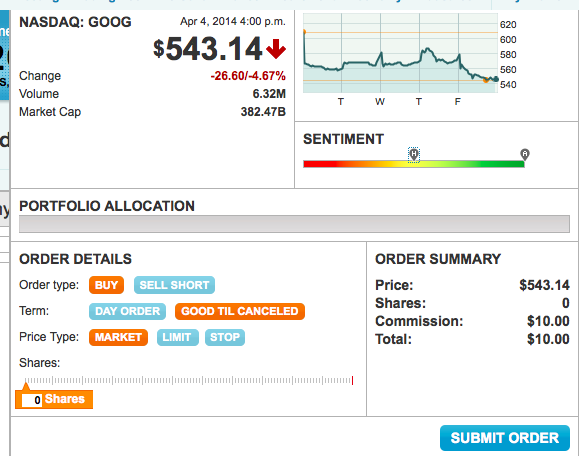 NASDAQ: GOOG
Apr 4, 2014 4:00 p.m.
$543.14
Change -26.60/-4.67%
Volume 6.32M
Market Cap 382.47B
620
600
580
560
540
T W T F
SENTIMENT
H A
PORTFOLIO ALLOCATION
ORDER DETAILS
Order type: BUY SELL SHORT
Term: DAY ORDER GOOD TIL CANCELED
Price Type: MARKET LIMIT STOP
Shares:
0 Shares
ORDER SUMMARY
Price: $543.14
Shares: 0
Commission: $10.00
Total: $10.00
SUBMIT ORDER